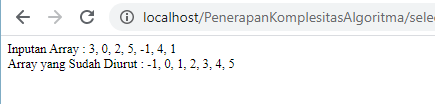 localhost/PenerapanKomplesitasAlgoritma/sele
Inputan Array : 3, 0, 2, 5, -1, 4, 1
Array yang Sudah Diurut : -1, 0, 1, 2, 3, 4, 5